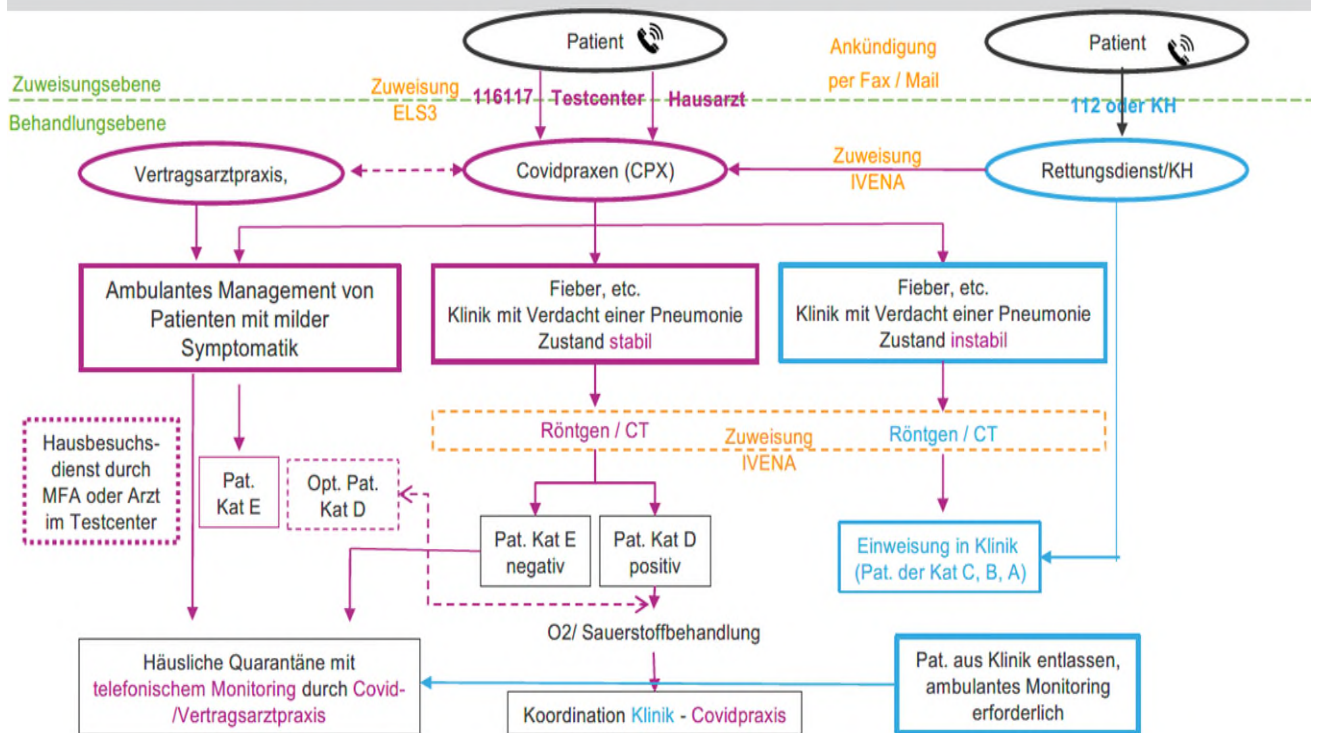 Patient
Ankündigung
per Fax / Mail
Patient
Zuweisungsebene
Zuweisung
ELS3
116117
Testcenter
Hausarzt
112 oder KH
Behandlungsebene
Vertragsarztpraxis,
Covidpraxen (CPX)
Zuweisung
IVENA
Rettungsdienst/KH
Ambulantes Management von
Patienten mit milder
Symptomatik
Fieber, etc.
Klinik mit Verdacht einer Pneumonie
Zustand stabil
Fieber, etc.
Klinik mit Verdacht einer Pneumonie
Zustand instabil
Röntgen / CT
Zuweisung
IVENA
Röntgen / CT
Hausbesuchs-
dienst durch
MFA oder Arzt
im Testcenter
Pat.
Kat E
Opt. Pat.
Kat D
Pat. Kat E
negativ
Pat. Kat D
positiv
Einweisung in Klinik
(Pat. der Kat C, B, A)
O2/ Sauerstoffbehandlung
Häusliche Quarantäne mit
telefonischem Monitoring durch Covid-
/Vertragsarztpraxis
Koordination Klinik - Covidpraxis
Pat. aus Klinik entlassen,
ambulantes Monitoring
erforderlich